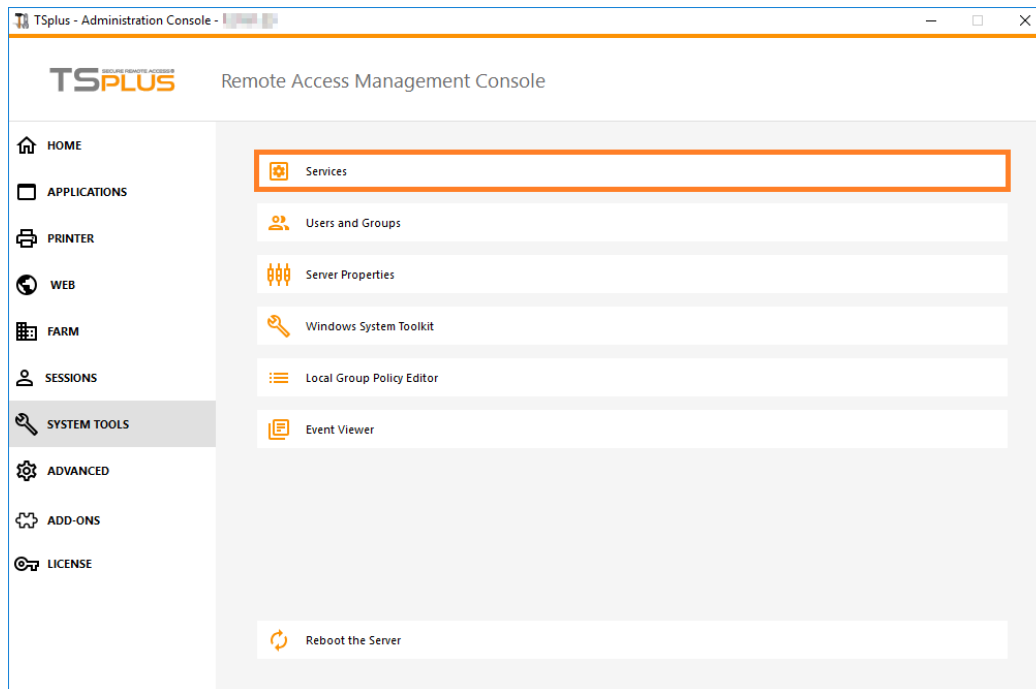 TSplus - Administration Console -
TSPLUS
SECURE REMOTE ACCESS
Remote Access Management Console
HOME
APPLICATIONS
PRINTER
WEB
FARM
SESSIONS
SYSTEM TOOLS
ADVANCED
ADD-ONS
LICENSE
Services
Users and Groups
Server Properties
Windows System Toolkit
Local Group Policy Editor
Event Viewer
Reboot the Server